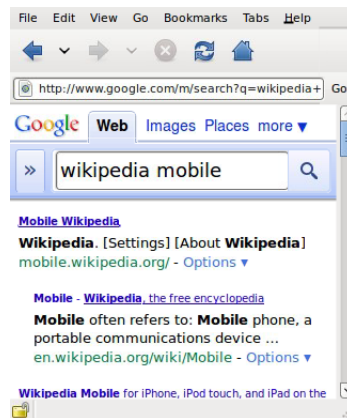 File Edit View Go Bookmarks Tabs Help
http://www.google.com/m/search?q=wikipedia+ Go
Google Web Images Places more ▼
» wikipedia mobile
Mobile Wikipedia
Wikipedia. [Settings] [About Wikipedia]
mobile.wikipedia.org/ - Options ▼
Mobile - Wikipedia, the free encyclopedia
Mobile often refers to: Mobile phone, a
portable communications device ...
en.wikipedia.org/wiki/Mobile - Options ▼
Wikipedia Mobile for iPhone, iPod touch, and iPad on the